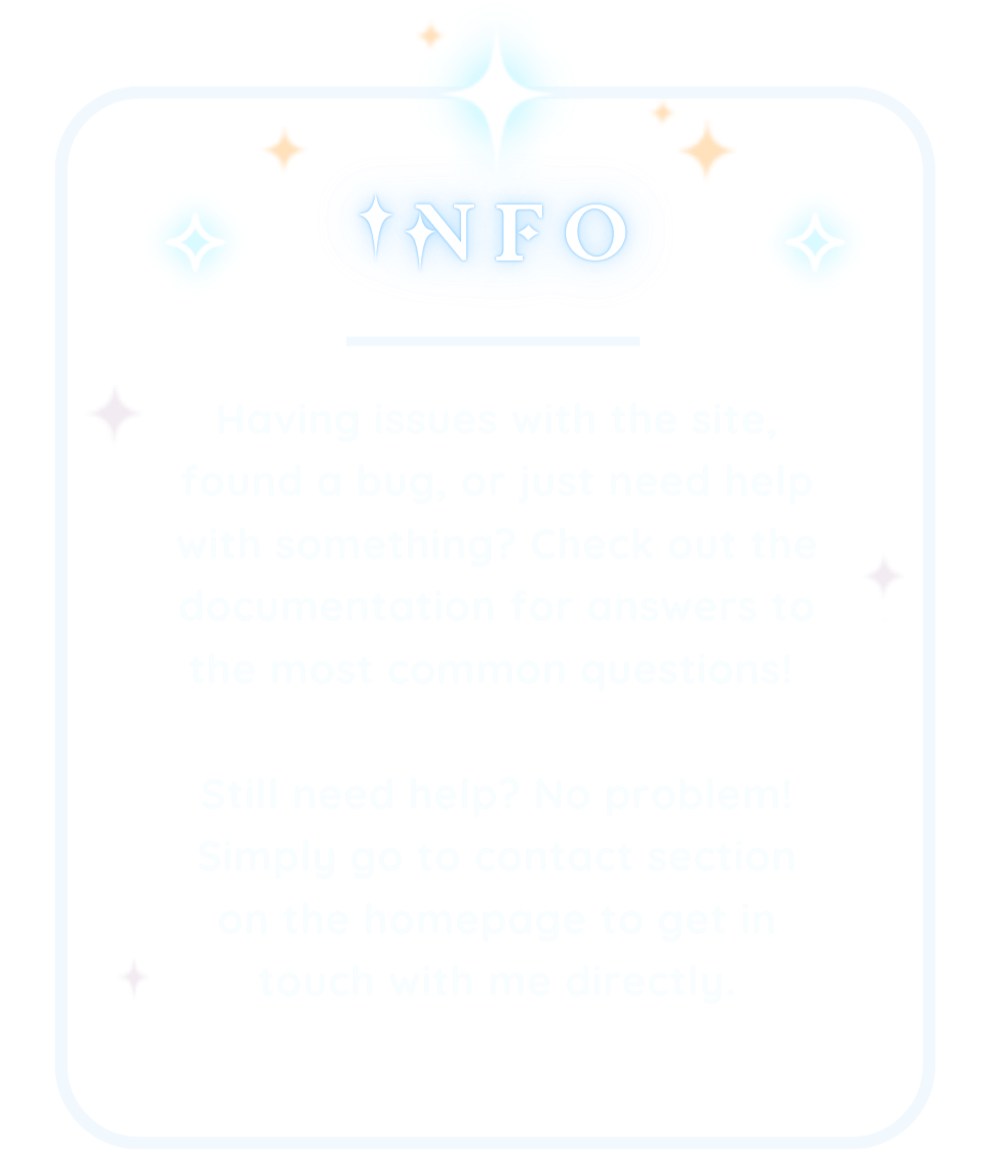 INFO
Having issues with the site,
found a bug, or just need help
with something? Check out the
documentation for answers to
the most common questions!
Still need help? No problem!
Simply go to contact section
on the homepage to get in
touch with me directly.